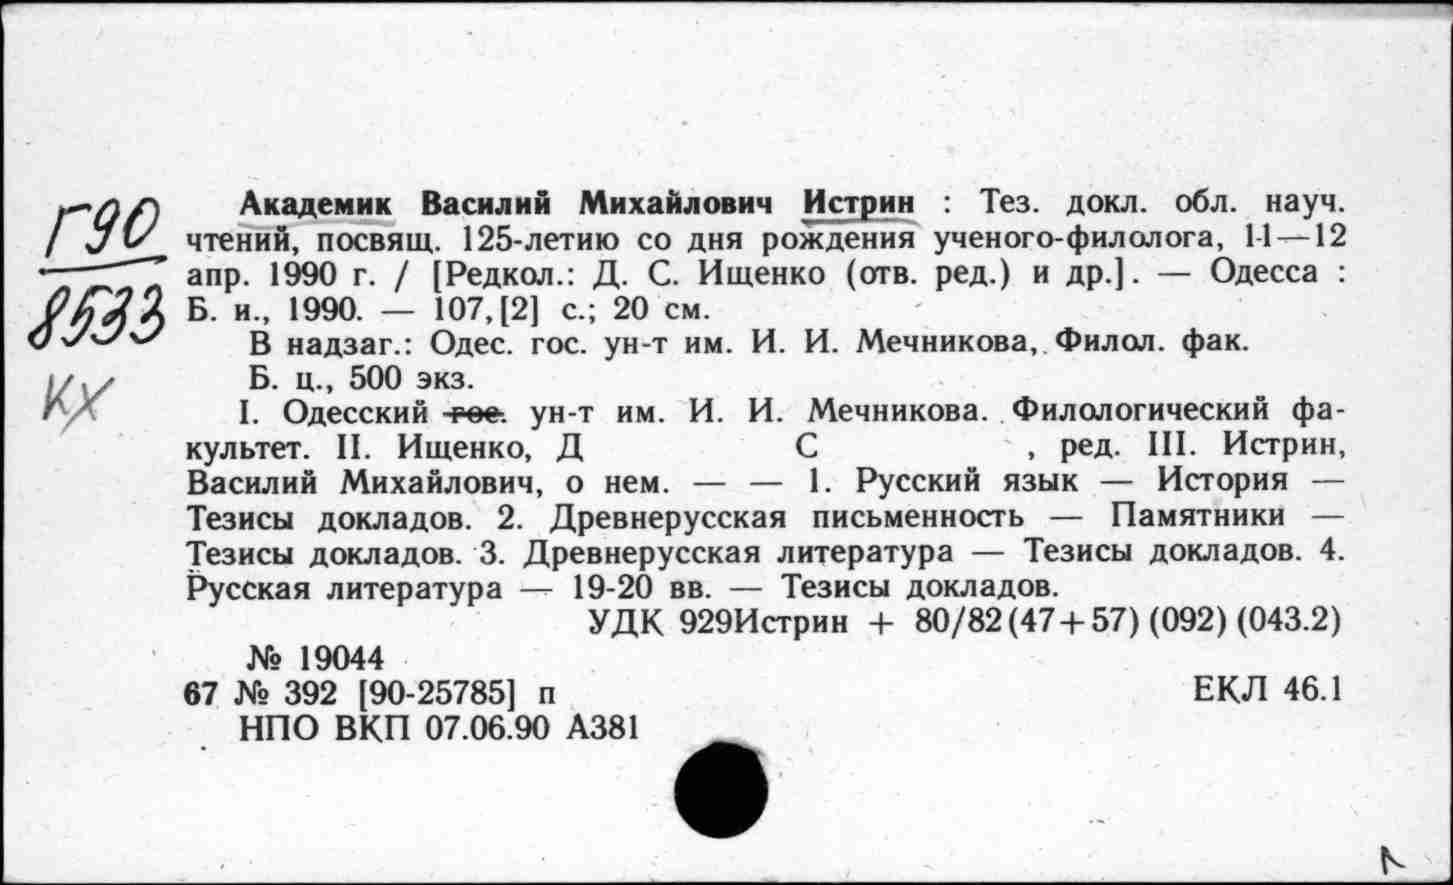 Г90
8533
КХ
Академик Василий Михайлович Истрин : Тез. докл. обл. науч.
чтений, посвящ. 125-летию со дня рождения ученого-филолога, 11—12
апр. 1990 г. / [Редкол.: Д. С. Ищенко (отв. ред.) и др.]. — Одесса :
Б. и., 1990. — 107,[2] с.; 20 см.
В надзаг.: Одес. гос. ун-т им. И. И. Мечникова, Филол. фак.
Б. ц., 500 экз.
I. Одесский гос. ун-т им. И. И. Мечникова. Филологический фа-
культет. II. Ищенко, Д С , ред. III. Истрин,
Василий Михайлович, о нем. — — 1. Русский язык — История —
Тезисы докладов. 2. Древнерусская письменность — Памятники —
Тезисы докладов. 3. Древнерусская литература — Тезисы докладов. 4.
Русская литература — 19-20 вв. — Тезисы докладов.
УДК 929Истрин + 80/82(47+57)(092)(043.2)
№ 19044
67 № 392 [90-25785] п ЕКЛ 46.1
НПО ВКП 07.06.90 А381